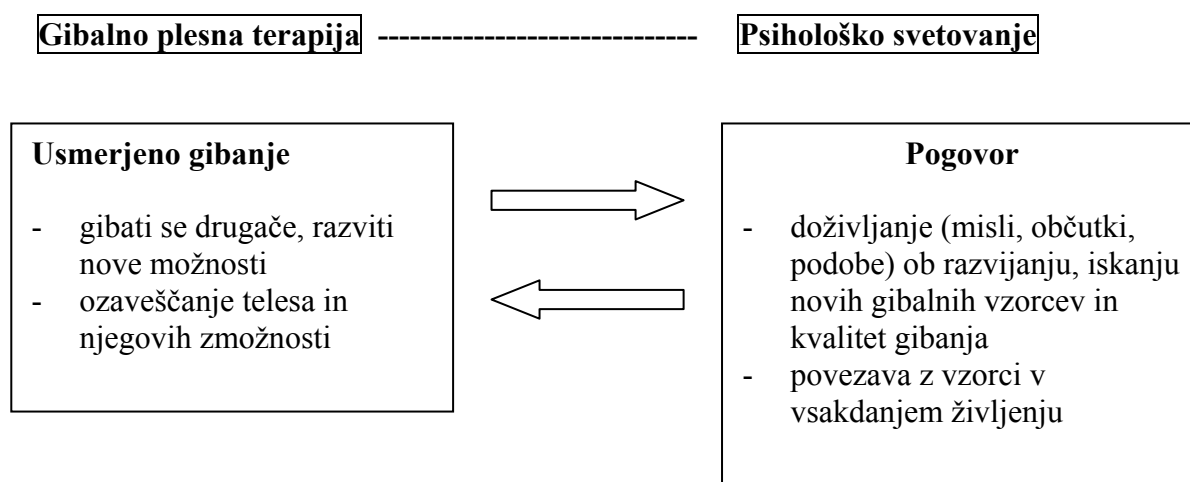 Gibalno plesna terapija ------------------------------ Psihološko svetovanje
Usmerjeno gibanje
- gibati se drugače, razviti
nove možnosti
- ozaveščanje telesa in
njegovih zmožnosti
Pogovor
- doživljanje (misli, občutki,
podobe) ob razvijanju, iskanju
novih gibalnih vzorcev in
kvalitet gibanja
- povezava z vzorci v
vsakdanjem življenju